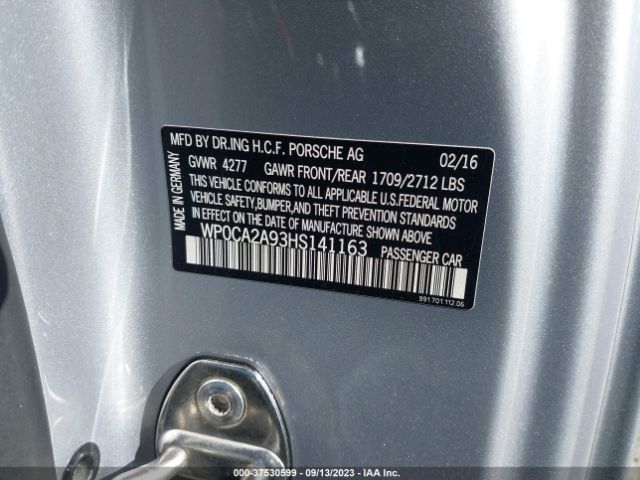 MFD BY DR.ING H.C.F. PORSCHE AG 02/16
GVWR 4277 GAWR FRONT/REAR 1709/2712 LBS
THIS VEHICLE CONFORMS TO ALL APPLICABLE U.S.FEDERAL MOTOR
VEHICLE SAFETY,BUMPER,AND THEFT PREVENTION STANDARDS
IN EFFECT ON THE DATE OF MANUFACTURE SHOWN ABOVE
WP0CA2A93HS141163
PASSENGER CAR
MADE IN GERMANY
991.701.112.06
00-37530599 - 09/13/2023 - IAA Inc.